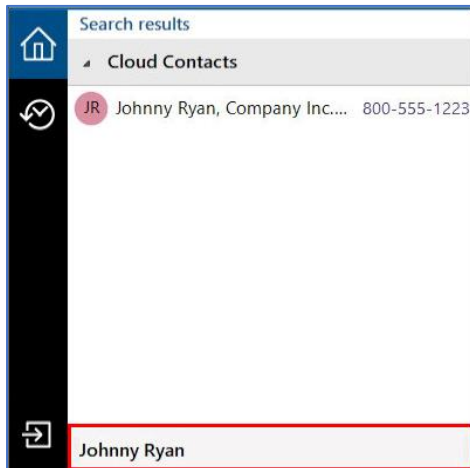 Search results
Cloud Contacts
JR Johnny Ryan, Company Inc.... 800-555-1223
Johnny Ryan